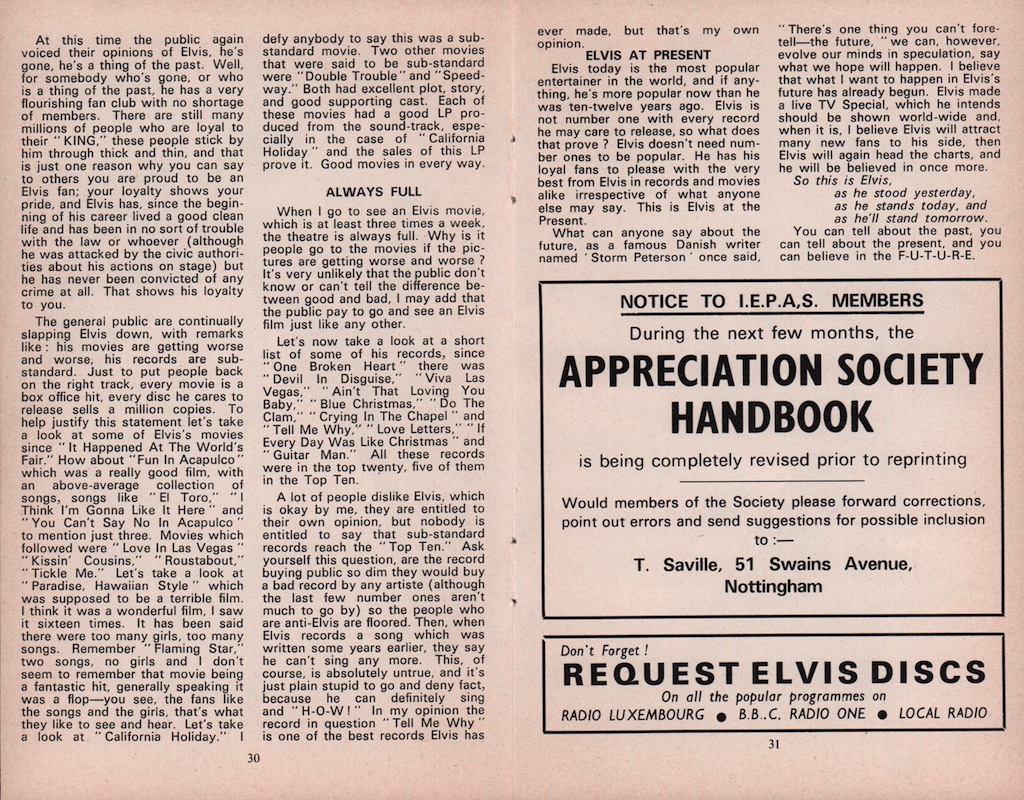 At this time the public again
voiced their opinions of Elvis, he's
gone, he's a thing of the past. Well,
for somebody who's gone, or who
is a thing of the past, he has a very
flourishing fan club with no shortage
of members. There are still many
millions of people who are loyal to
their "KING," these people stick by
him through thick and thin, and that
is just one reason why you can say
to others you are proud to be an
Elvis fan; your loyalty shows your
pride, and Elvis has, since the begin-
ning of his career lived a good clean
life and has been in no sort of trouble
with the law or whoever (although
he was attacked by the civic authori-
ties about his actions on stage) but
he has never been convicted of any
crime at all. That shows his loyalty
to you.
The general public are continually
slapping Elvis down, with remarks
like: his movies are getting worse
and worse, his records are sub-
standard. Just to put people back
on the right track, every movie is a
box office hit, every disc he cares to
release sells a million copies. To
help justify this statement let's take
a look at some of Elvis's movies
since "It Happened At The World's
Fair." How about "Fun In Acapulco"
which was a really good film, with
an above-average collection of
songs, songs like "El Toro," "I
Think I'm Gonna Like It Here" and
"You Can't Say No In Acapulco"
to mention just three. Movies which
followed were "Love In Las Vegas"
"Kissin' Cousins," "Roustabout,"
"Tickle Me." Let's take a look at
"Paradise, Hawaiian Style" which
was supposed to be a terrible film.
I think it was a wonderful film, I saw
it sixteen times. It has been said
there were too many girls, too many
songs. Remember "Flaming Star,"
two songs, no girls and I don't
seem to remember that movie being
a fantastic hit, generally speaking it
was a flop—you see, the fans like
the songs and the girls, that's what
they like to see and hear. Let's take
a look at "California Holiday." I
defy anybody to say this was a sub-
standard movie. Two other movies
that were said to be sub-standard
were "Double Trouble" and "Speed-
way." Both had excellent plot, story,
and good supporting cast. Each of
these movies had a good LP pro-
duced from the sound-track, espe-
cially in the case of "California
Holiday" and the sales of this LP
prove it. Good movies in every way.
ALWAYS FULL
When I go to see an Elvis movie,
which is at least three times a week,
the theatre is always full. Why is it
people go to the movies if the pic-
tures are getting worse and worse?
It's very unlikely that the public don't
know or can't tell the difference be-
tween good and bad, I may add that
the public pay to go and see an Elvis
film just like any other.
Let's now take a look at a short
list of some of his records, since
"One Broken Heart" there was
"Devil In Disguise," "Viva Las
Vegas," "Ain't That Loving You
Baby," "Blue Christmas," "Do The
Clam," "Crying In The Chapel" and
"Tell Me Why," "Love Letters," "If
Every Day Was Like Christmas" and
"Guitar Man." All these records
were in the top twenty, five of them
in the Top Ten.
A lot of people dislike Elvis, which
is okay by me, they are entitled to
their own opinion, but nobody is
entitled to say that sub-standard
records reach the "Top Ten." Ask
yourself this question, are the record
buying public so dim they would buy
a bad record by any artiste (although
the last few number ones aren't
much to go by) so the people who
are anti-Elvis are floored. Then, when
Elvis records a song which was
written some years earlier, they say
he can't sing any more. This, of
course, is absolutely untrue, and it's
just plain stupid to go and deny fact,
because he can definitely sing
and "H-O-W!" In my opinion the
record in question "Tell Me Why"
is one of the best records Elvis has
30
ever made, but that's my own
opinion.
ELVIS AT PRESENT
Elvis today is the most popular
entertainer in the world, and if any-
thing, he's more popular now than he
was ten-twelve years ago. Elvis is
not number one with every record
he may care to release, so what does
that prove? Elvis doesn't need num-
ber ones to be popular. He has his
loyal fans to please with the very
best from Elvis in records and movies
alike irrespective of what anyone
else may say. This is Elvis at the
Present.
What can anyone say about the
future, as a famous Danish writer
named 'Storm Peterson' once said,
"There's one thing you can't fore-
tell—the future," we can, however,
evolve our minds in speculation, say
what we hope will happen. I believe
that what I want to happen in Elvis's
future has already begun. Elvis made
a live TV Special, which he intends
should be shown world-wide and,
when it is, I believe Elvis will attract
many new fans to his side, then
Elvis will again head the charts, and
he will be believed in once more.
So this is Elvis,
as he stood yesterday,
as he stands today, and
as he'll stand tomorrow.
You can tell about the past, you
can tell about the present, and you
can believe in the F-U-T-U-R-E.
NOTICE TO I.E.P.A,S. MEMBERS
During the next few months, the
APPRECIATION SOCIETY
HANDBOOK
is being completely revised prior to reprinting
Would members of the Society please forward corrections,
point out errors and send suggestions for possible inclusion
to :—
T. Saville, 51 Swains Avenue,
Nottingham
Don't Forget!
REQUEST ELVIS DISCS
On all the popular programmes on
RADIO LUXEMBOURG ● B.B..C. RADIO ONE ● LOCAL RADIO
31